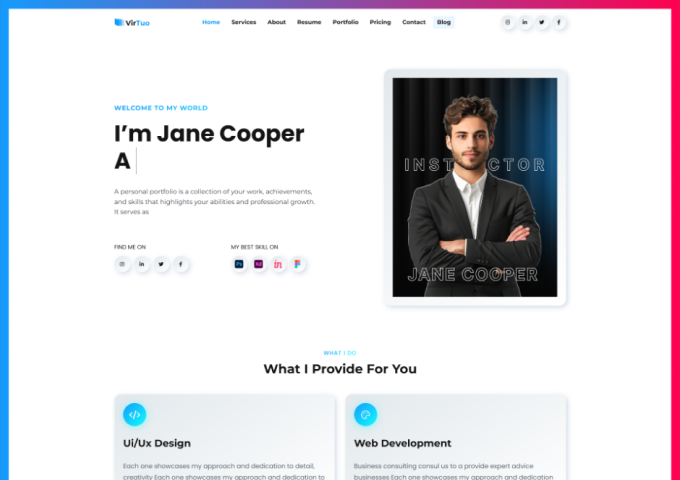 VirTuo
Home Services About Resume Portfolio Pricing Contact Blog
WELCOME TO MY WORLD
I'm Jane Cooper
A
A personal portfolio is a collection of your work, achievements,
and skills that highlights your abilities and professional growth.
It serves as
FIND ME ON
MY BEST SKILL ON
Ps
Xd
in
INSTRUCTOR
JANE COOPER
WHAT I DO
What I Provide For You
Ui/Ux Design
Each one showcases my approach and dedication to detail,
creativity Each one showcases my approach and dedication to
Web Development
Business consulting consul us to a provide expert advice
businesses Each one showcases my approach and dedication to